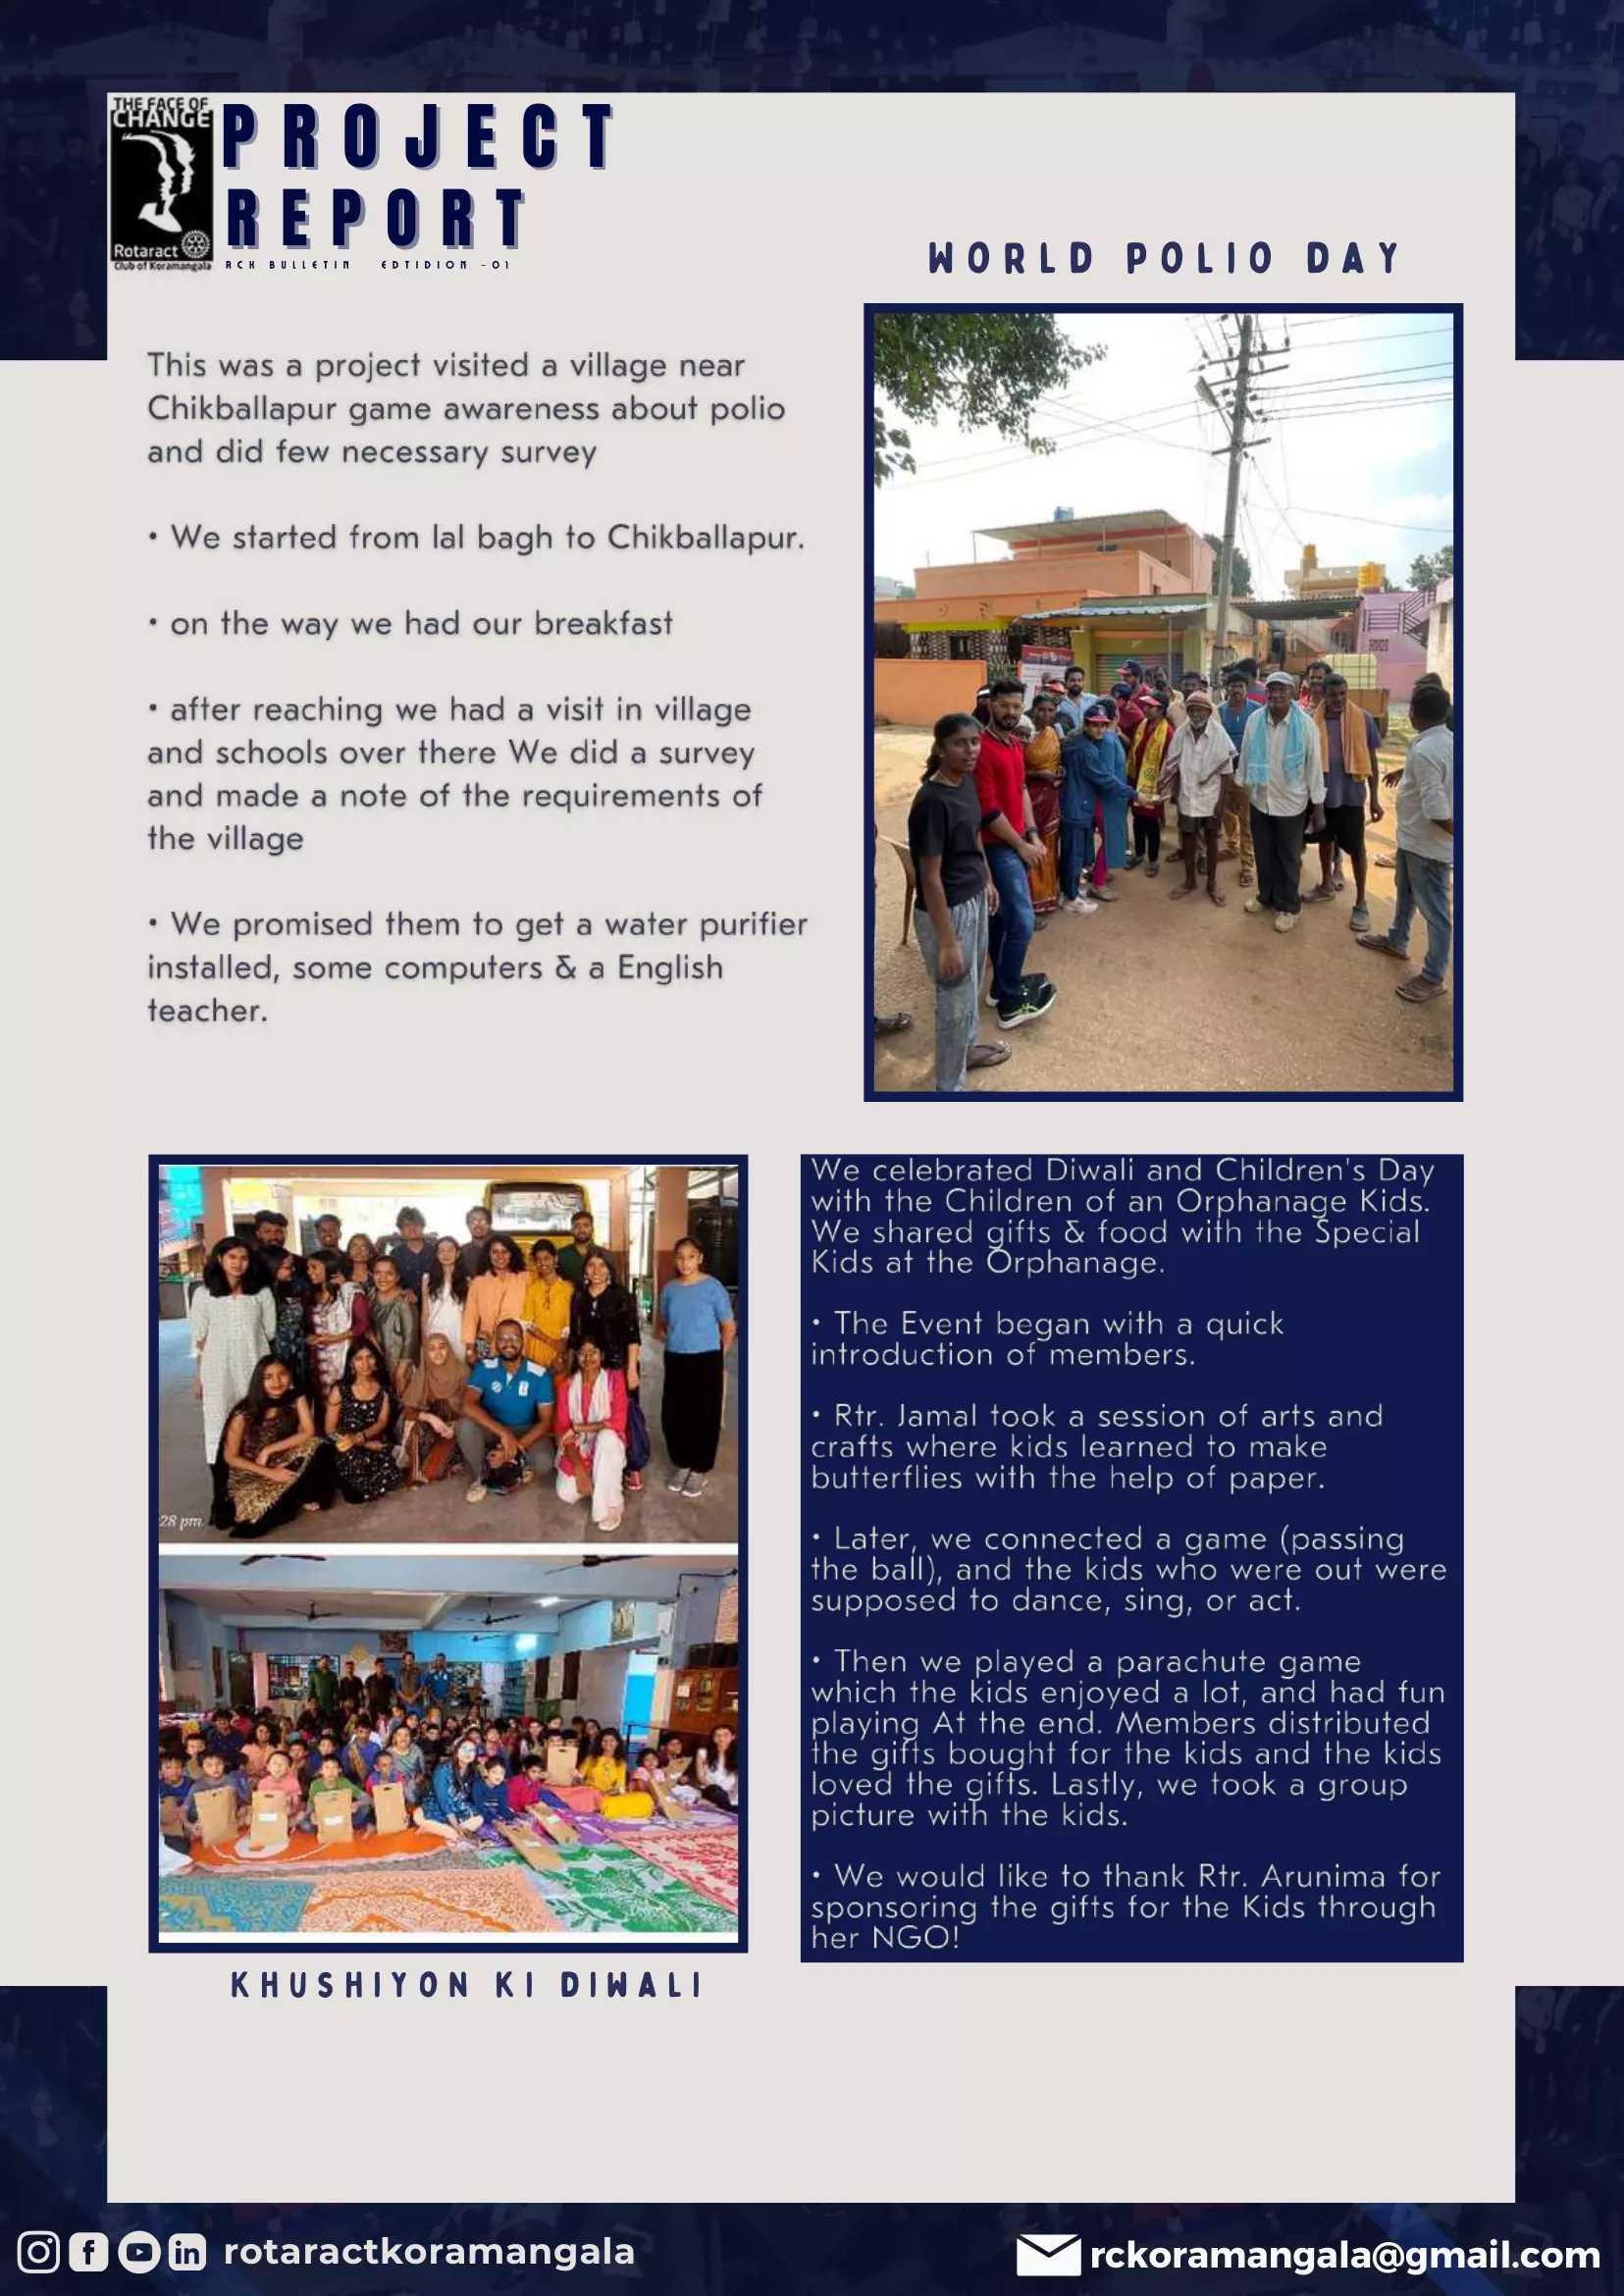 THE FACE OF
CHANGE
Rotaract
Club of Koramangala
PROJECT
REPORT
RCK BULLETIN EDTIDION -01
WORLD POLIO DAY
This was a project visited a village near
Chikballapur game awareness about polio
and did few necessary survey
• We started from lal bagh to Chikballapur.
• on the way we had our breakfast
• after reaching we had a visit in village
and schools over there We did a survey
and made a note of the requirements of
the village
• We promised them to get a water purifier
installed, some computers & a English
teacher.
28 pm
KHUSHIYON KI DIWALI
We celebrated Diwali and Children's Day
with the Children of an Orphanage Kids.
We shared gifts & food with the Special
Kids at the Orphanage.
• The Event began with a quick
introduction of members.
• Rtr. Jamal took a session of arts and
crafts where kids learned to make
butterflies with the help of paper.
• Later, we connected a game (passing
the ball), and the kids who were out were
supposed to dance, sing, or act.
• Then we played a parachute game
which the kids enjoyed a lot, and had fun
playing At the end. Members distributed
the gifts bought for the kids and the kids
loved the gifts. Lastly, we took a group
picture with the kids.
• We would like to thank Rtr. Arunima for
sponsoring the gifts for the Kids through
her NGO!
rotaractkoramangala
rckoramangala@gmail.com